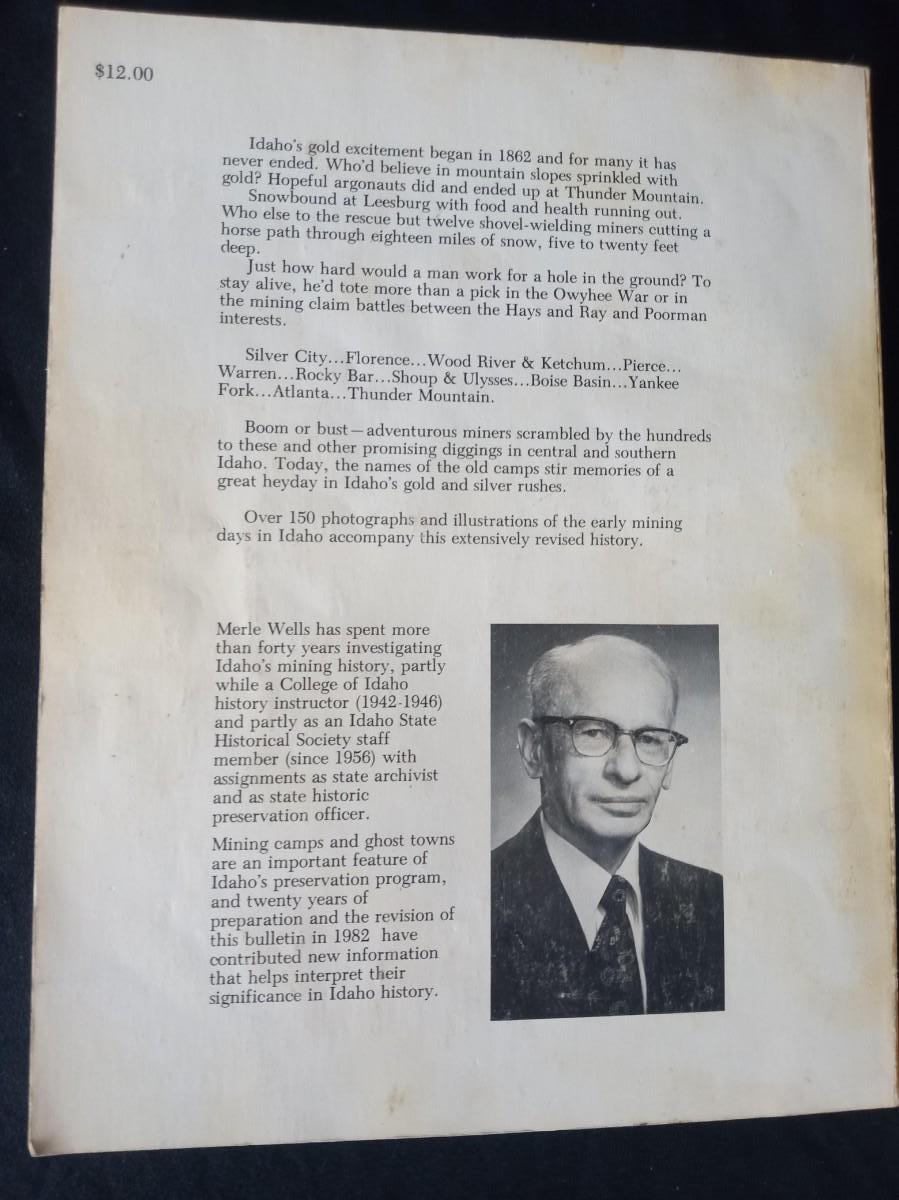 $12.00
Idaho's gold excitement began in 1862 and for many it has
never ended. Who'd believe in mountain slopes sprinkled with
gold? Hopeful argonauts did and ended up at Thunder Mountain.
Snowbound at Leesburg with food and health running out.
Who else to the rescue but twelve shovel-wielding miners cutting a
horse path through eighteen miles of snow, five to twenty feet
deep.
Just how hard would a man work for a hole in the ground? To
stay alive, he'd tote more than a pick in the Owyhee War or in
the mining claim battles between the Hays and Ray and Poorman
interests.
Silver City...Florence...Wood River & Ketchum...Pierce...
Warren...Rocky Bar...Shoup & Ulysses...Boise Basin...Yankee
Fork...Atlanta...Thunder Mountain.
Boom or bust—adventurous miners scrambled by the hundreds
to these and other promising diggings in central and southern
Idaho. Today, the names of the old camps stir memories of a
great heyday in Idaho's gold and silver rushes.
Over 150 photographs and illustrations of the early mining
days in Idaho accompany this extensively revised history.
Merle Wells has spent more
than forty years investigating
Idaho's mining history, partly
while a College of Idaho
history instructor (1942-1946)
and partly as an Idaho State
Historical Society staff
member (since 1956) with
assignments as state archivist
and as state historic
preservation officer.
Mining camps and ghost towns
are an important feature of
Idaho's preservation program,
and twenty years of
preparation and the revision of
this bulletin in 1982 have
contributed new information
that helps interpret their
significance in Idaho history.